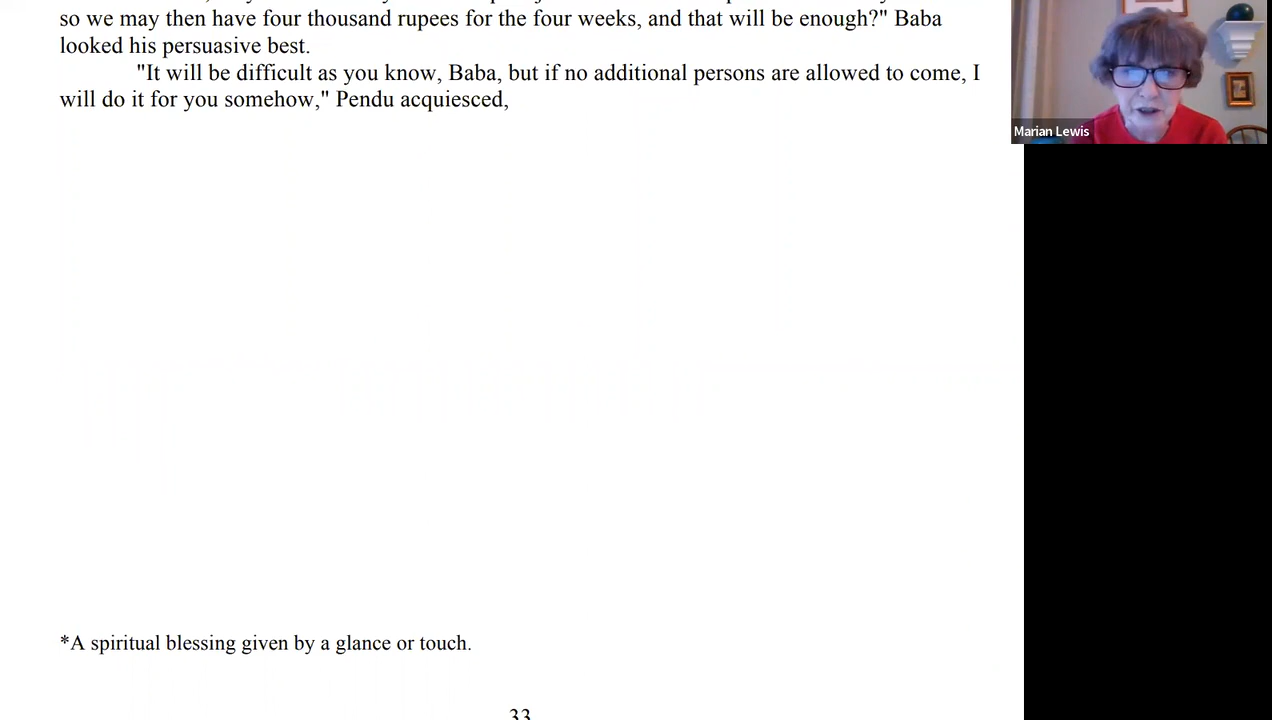 so we may then have four thousand rupees for the four weeks, and that will be enough?" Baba
looked his persuasive best.
"It will be difficult as you know, Baba, but if no additional persons are allowed to come, I
will do it for you somehow," Pendu acquiesced,
Marian Lewis
*A spiritual blessing given by a glance or touch.
33